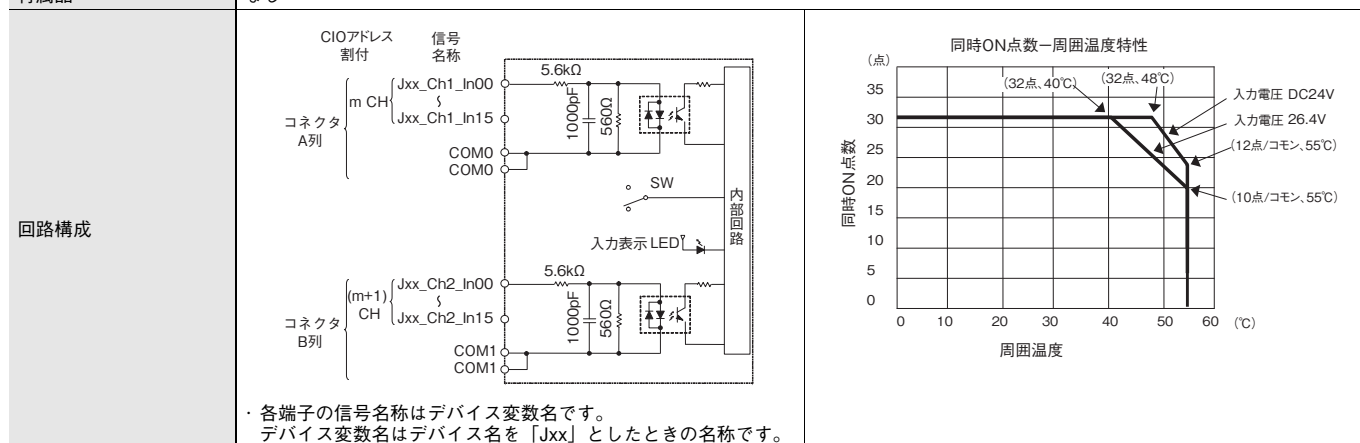 回路構成
CIOアドレス
割付
信号
名称
コネクタ
A列
m CH
Jxx_Ch1_In00
〜
Jxx_Ch1_In15
COM0
COM0
5.6kΩ
1000pF
560Ω
SW
入力表示 LED
内部回路
コネクタ
B列
(m+1)
CH
Jxx_Ch2_In00
〜
Jxx_Ch2_In15
COM1
COM1
5.6kΩ
1000pF
560Ω
・ 各端子の信号名称はデバイス変数名です。
デバイス変数名はデバイス名を「Jxx」としたときの名称です。
同時ON点数－周囲温度特性
(点)
(32点、40℃)
(32点、48℃)
入力電圧 DC24V
入力電圧 26.4V
(12点/コモン、55℃)
(10点/コモン、55℃)
同時ON点数
35
30
25
20
15
10
5
0
0 10 20 30 40 50 60 (℃)
周囲温度